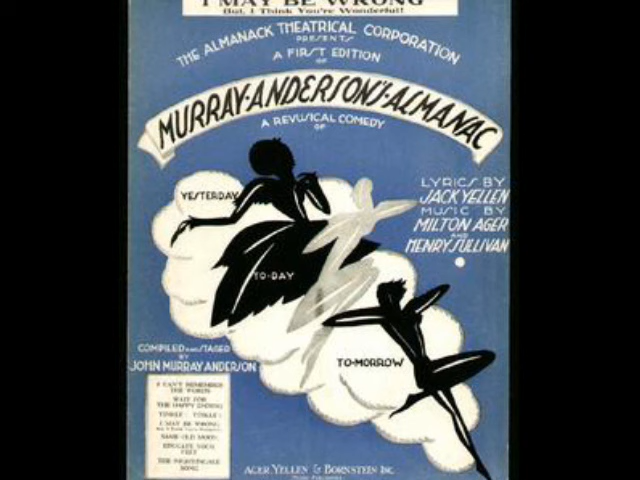 I MAY BE WRONG
But, I Think You're Wonderful!
THE ALMANACK THEATRICAL CORPORATION
PRESENTS
A FIRST EDITION
OF
MURRAY·ANDERSON'S·ALMANAC
A REVUSICAL COMEDY
OF
YESTERDAY
TO-DAY
TO-MORROW
LYRICS BY
JACK YELLEN
MUSIC BY
MILTON AGER
AND
HENRY SULLIVAN
COMPILED AND STAGED
BY
JOHN MURRAY ANDERSON
I CAN'T REMEMBER
THE WORDS
WAIT FOR
THE HAPPY ENDING
TINKLE! TINKLE!
I MAY BE WRONG
SAME OLD MOON
EDUCATE YOUR
FEET
THE NIGHTINGALE
SONG
AGER, YELLEN & BORNSTEIN INC.
Music Publishers